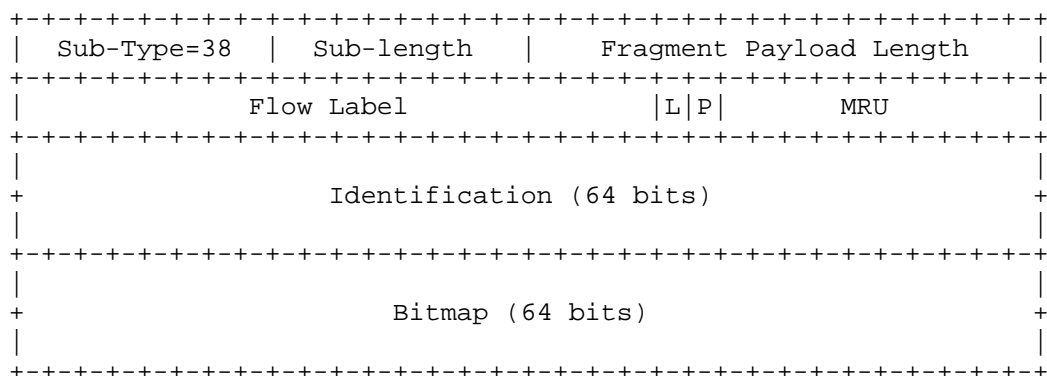 +-+-+-+-+-+-+-+-+-+-+-+-+-+-+-+-+-+-+-+-+-+-+-+-+-+-+-+-+-+-+-+-+
|  Sub-Type=38  |  Sub-length   |    Fragment Payload Length    |
+-+-+-+-+-+-+-+-+-+-+-+-+-+-+-+-+-+-+-+-+-+-+-+-+-+-+-+-+-+-+-+-+
|              Flow Label               |L|P|       MRU         |
+-+-+-+-+-+-+-+-+-+-+-+-+-+-+-+-+-+-+-+-+-+-+-+-+-+-+-+-+-+-+-+-+
|                                                               |
+                   Identification (64 bits)                    +
|                                                               |
+-+-+-+-+-+-+-+-+-+-+-+-+-+-+-+-+-+-+-+-+-+-+-+-+-+-+-+-+-+-+-+-+
|                                                               |
+                       Bitmap (64 bits)                        +
|                                                               |
+-+-+-+-+-+-+-+-+-+-+-+-+-+-+-+-+-+-+-+-+-+-+-+-+-+-+-+-+-+-+-+-+